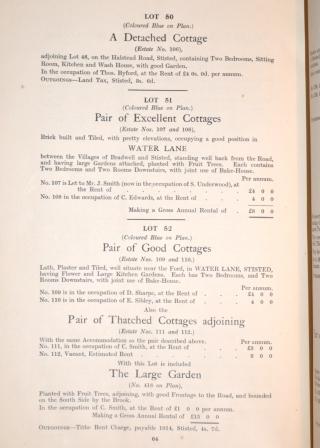 LOT 50
(Coloured Blue on Plan.)
A Detached Cottage
(Estate No. 106),
adjoining Lot 48, on the Halstead Road, Stisted, containing Two Bedrooms, Sitting
Room, Kitchen and Wash House, with good Garden.
In the occupation of Thos. Byford, at the Rent of £4 0s. 0d. per annum.
OUTGOINGS—Land Tax, Stisted, 3s. 0d.
LOT 51
(Coloured Blue on Plan.)
Pair of Excellent Cottages
(Estate Nos. 107 and 108),
Brick built and Tiled, with pretty elevations, occupying a good position in
WATER LANE
between the Villages of Bradwell and Stisted, standing well back from the Road,
and having large Gardens attached, planted with Fruit Trees. Each contains
Two Bedrooms and Two Rooms Downstairs, with joint use of Bake-House.
Per annum.
No. 107 is Let to Mr. J. Smith (now in the occupation of S. Underwood), at
the Rent of . . . . . . £4 0 0
No. 108 in the occupation of C. Edwards, at the Rent of . . 4 0 0
Making a Gross Annual Rental of . . £8 0 0
LOT 52
(Coloured Blue on Plan.)
Pair of Good Cottages
(Estate Nos. 109 and 110.)
Lath, Plaster and Tiled, well situate near the Ford, in WATER LANE, STISTED,
having Flower and Large Kitchen Gardens. Each has Two Bedrooms, and Two
Rooms Downstairs, with joint use of Bake-House.
Per annum.
No. 109 is in the occupation of D. Sharpe, at the Rent of . . £4 0 0
No. 110 is in the occupation of E. Sibley, at the Rent of . . 4 0 0
Also the
Pair of Thatched Cottages adjoining
(Estate Nos. 111 and 112.)
With the same Accommodation as the pair described above. Per annum.
No. 111, in the occupation of C. Smith, at the Rent of . . £3 0 0
No. 112, Vacant, Estimated Rent . . . . 3 0 0
With this Lot is included
The Large Garden
(No. 410 on Plan),
Planted with Fruit Trees, adjoining, with good Frontage to the Road, and bounded
on the South Side by the Brook.
In the occupation of C. Smith, at the Rent of £1 0 0 per annum.
Making a Gross Annual Rental of £15 0 0
OUTGOINGS—Tithe Rent Charge, payable 1914, Stisted, 4s. 7d.
64